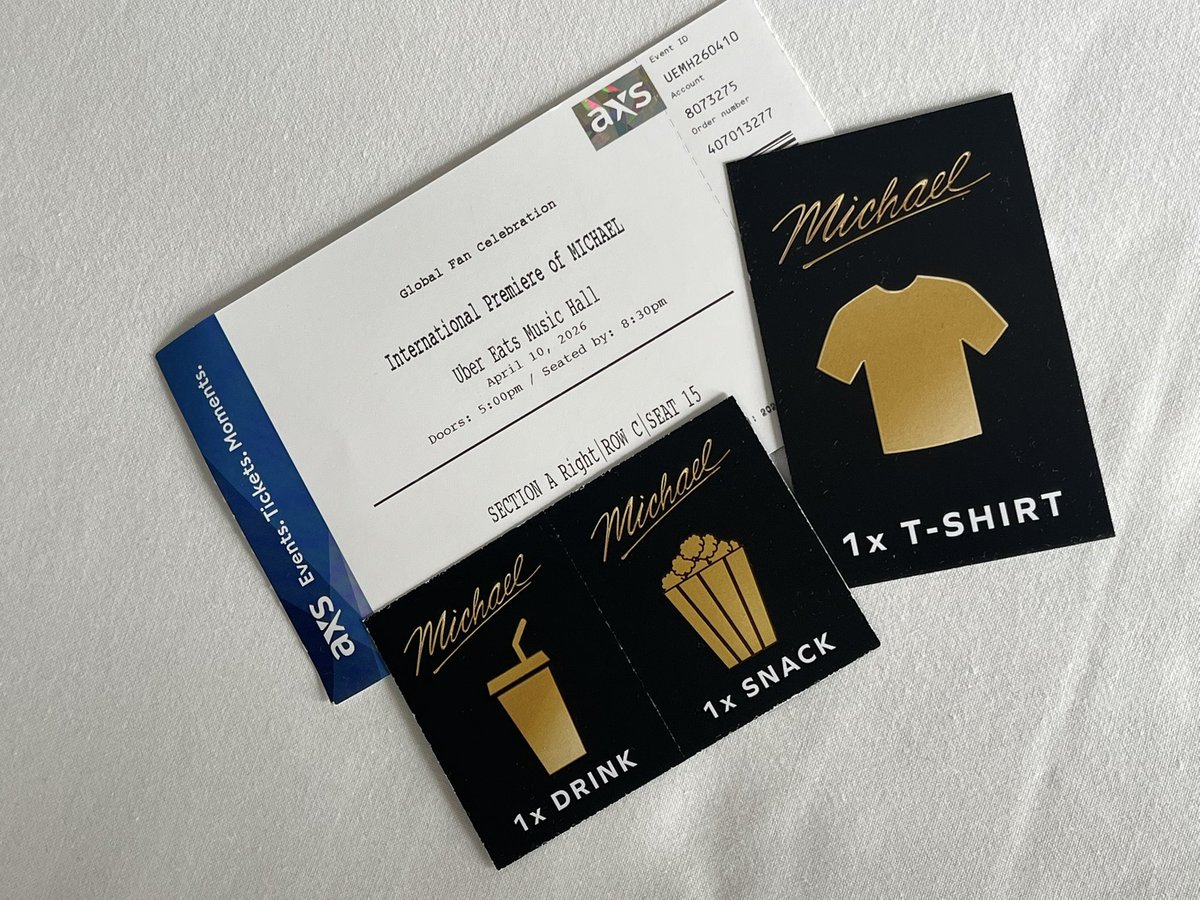 axs
Event ID
UEMH260410
Account
8073275
Order number
407013277
Global Fan Celebration
International Premiere of MICHAEL
Uber Eats Music Hall
April 10, 2026
Doors: 5:00pm / Seated by: 8:30pm
SECTION A Right|ROW C|SEAT 15
axs Events. Tickets. Moments.
Michael
1x T-SHIRT
Michael
1x DRINK
Michael
1x SNACK